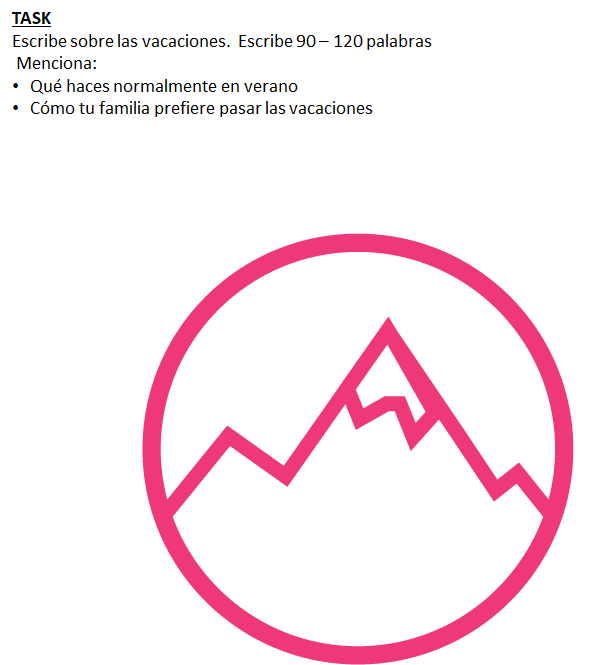 TASK
Escribe sobre las vacaciones.  Escribe 90 – 120 palabras
Menciona:
• Qué haces normalmente en verano
• Cómo tu familia prefiere pasar las vacaciones